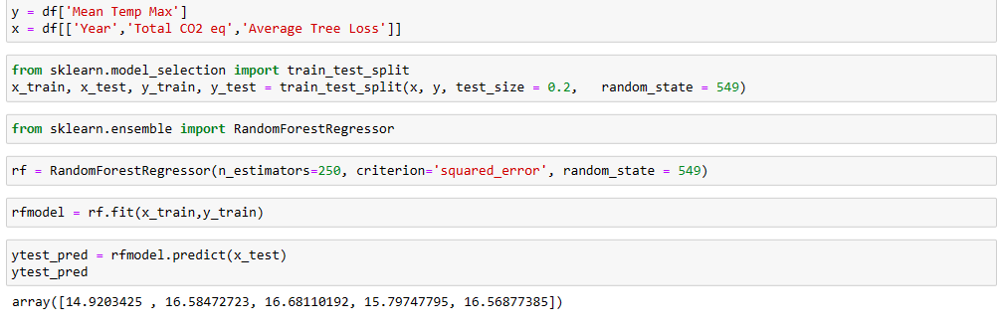 y = df['Mean Temp Max']
x = df[['Year','Total CO2 eq','Average Tree Loss']]
from sklearn.model_selection import train_test_split
x_train, x_test, y_train, y_test = train_test_split(x, y, test_size = 0.2,   random_state = 549)
from sklearn.ensemble import RandomForestRegressor
rf = RandomForestRegressor(n_estimators=250, criterion='squared_error', random_state = 549)
rfmodel = rf.fit(x_train,y_train)
ytest_pred = rfmodel.predict(x_test)
ytest_pred
array([14.9203425 , 16.58472723, 16.68110192, 15.79747795, 16.56877385])